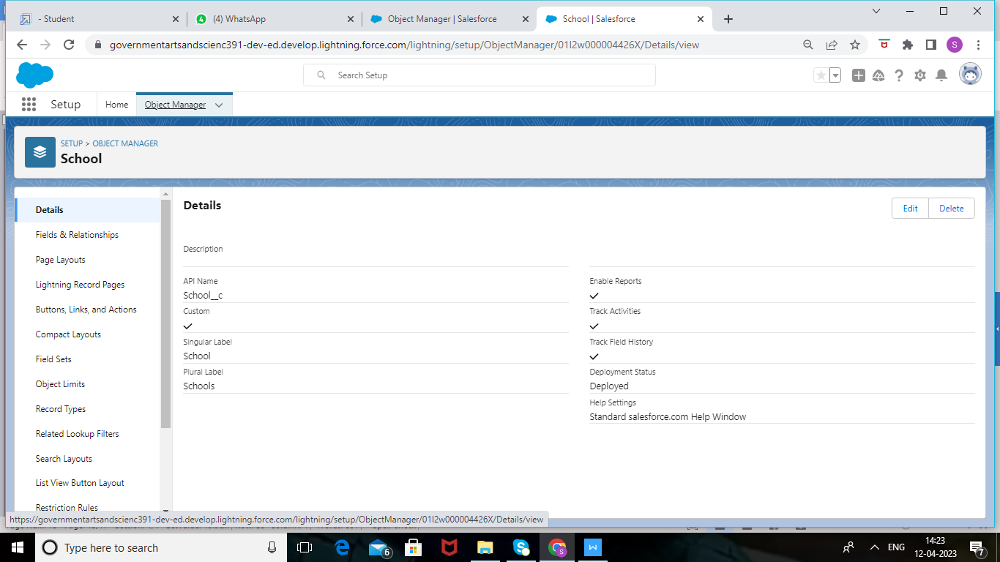 - Student
(4) WhatsApp
Object Manager | Salesforce
School | Salesforce
governmentartsandscienc391-dev-ed.develop.lightning.force.com/lightning/setup/ObjectManager/01I2w000004426X/Details/view
S
Search Setup
Setup
Home
Object Manager
SETUP > OBJECT MANAGER
School
Details
Fields & Relationships
Page Layouts
Lightning Record Pages
Buttons, Links, and Actions
Compact Layouts
Field Sets
Object Limits
Record Types
Related Lookup Filters
Search Layouts
List View Button Layout
Restriction Rules
Details
Edit
Delete
Description
API Name
School__c
Custom
Singular Label
School
Plural Label
Schools
Enable Reports
Track Activities
Track Field History
Deployment Status
Deployed
Help Settings
Standard salesforce.com Help Window
https://governmentartsandscienc391-dev-ed.develop.lightning.force.com/lightning/setup/ObjectManager/01I2w000004426X/Details/view
Type here to search
6
S
W
ENG
14:23
12-04-2023
7